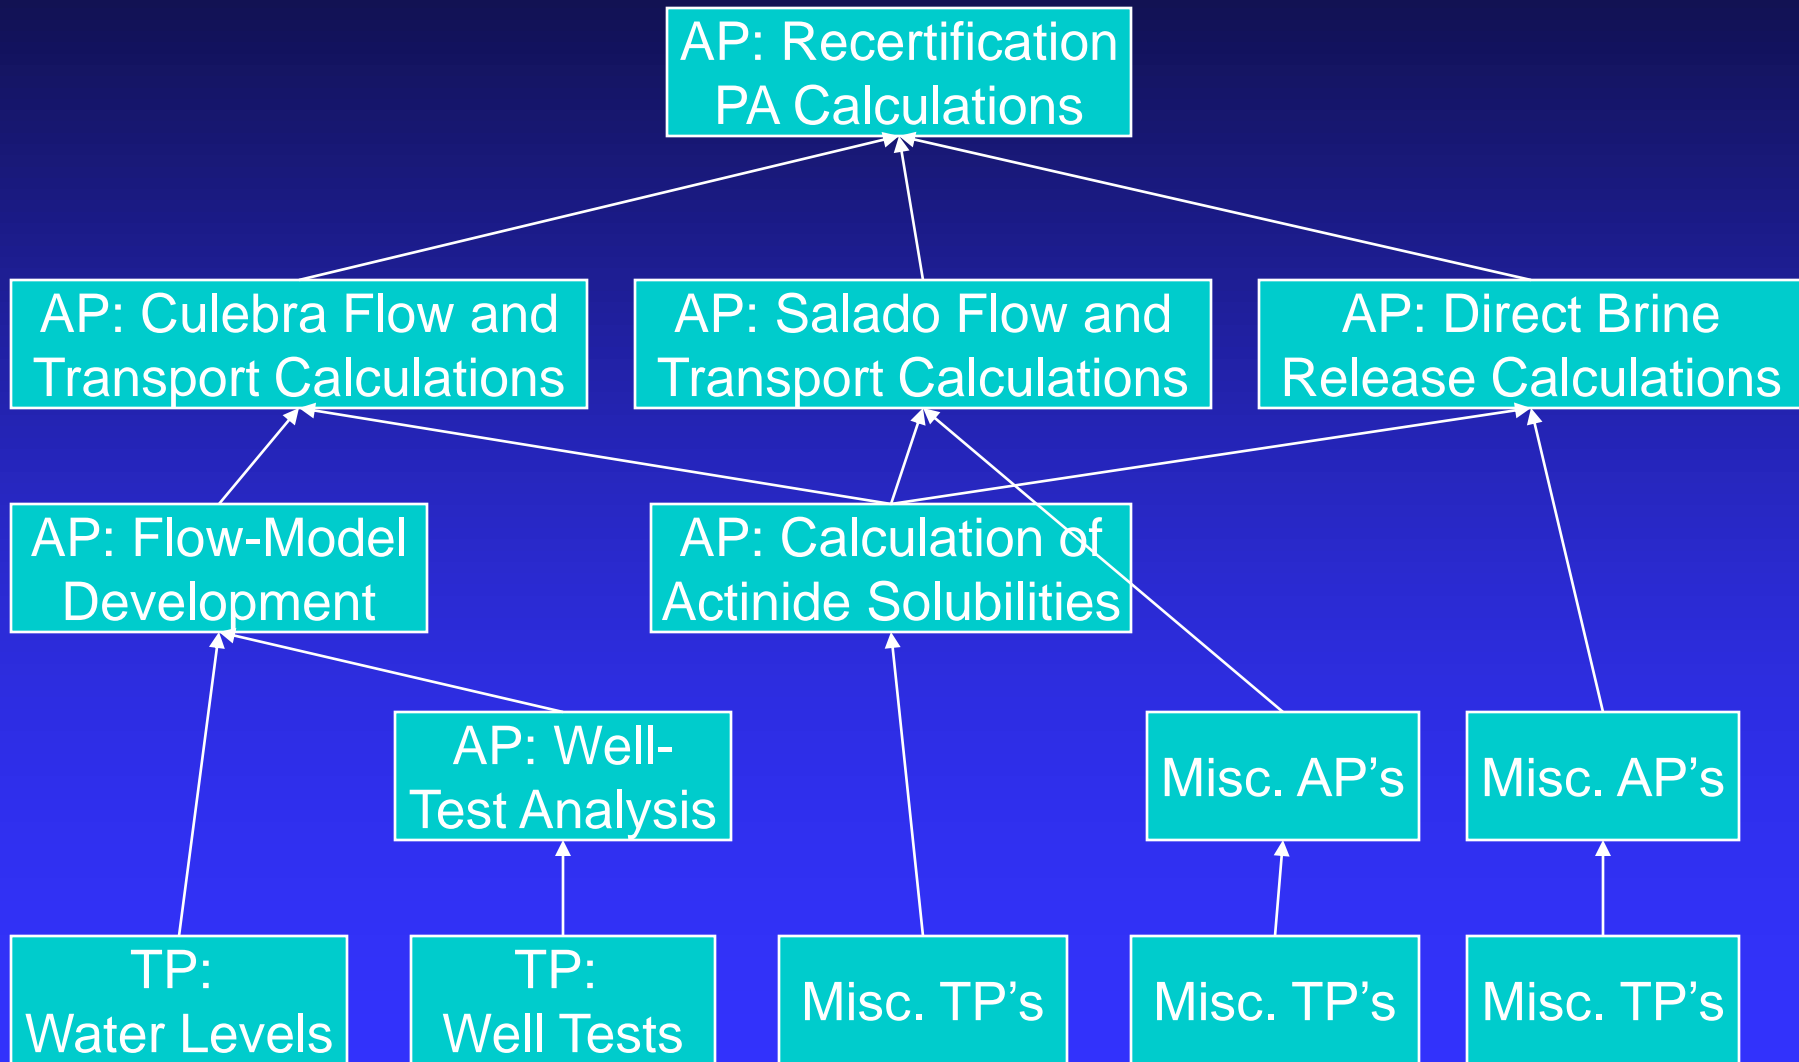 AP: Recertification
PA Calculations
AP: Culebra Flow and
Transport Calculations
AP: Salado Flow and
Transport Calculations
AP: Direct Brine
Release Calculations
AP: Flow-Model
Development
AP: Calculation of
Actinide Solubilities
AP: Well-
Test Analysis
Misc. AP’s
Misc. AP’s
TP:
Water Levels
TP:
Well Tests
Misc. TP’s
Misc. TP’s
Misc. TP’s